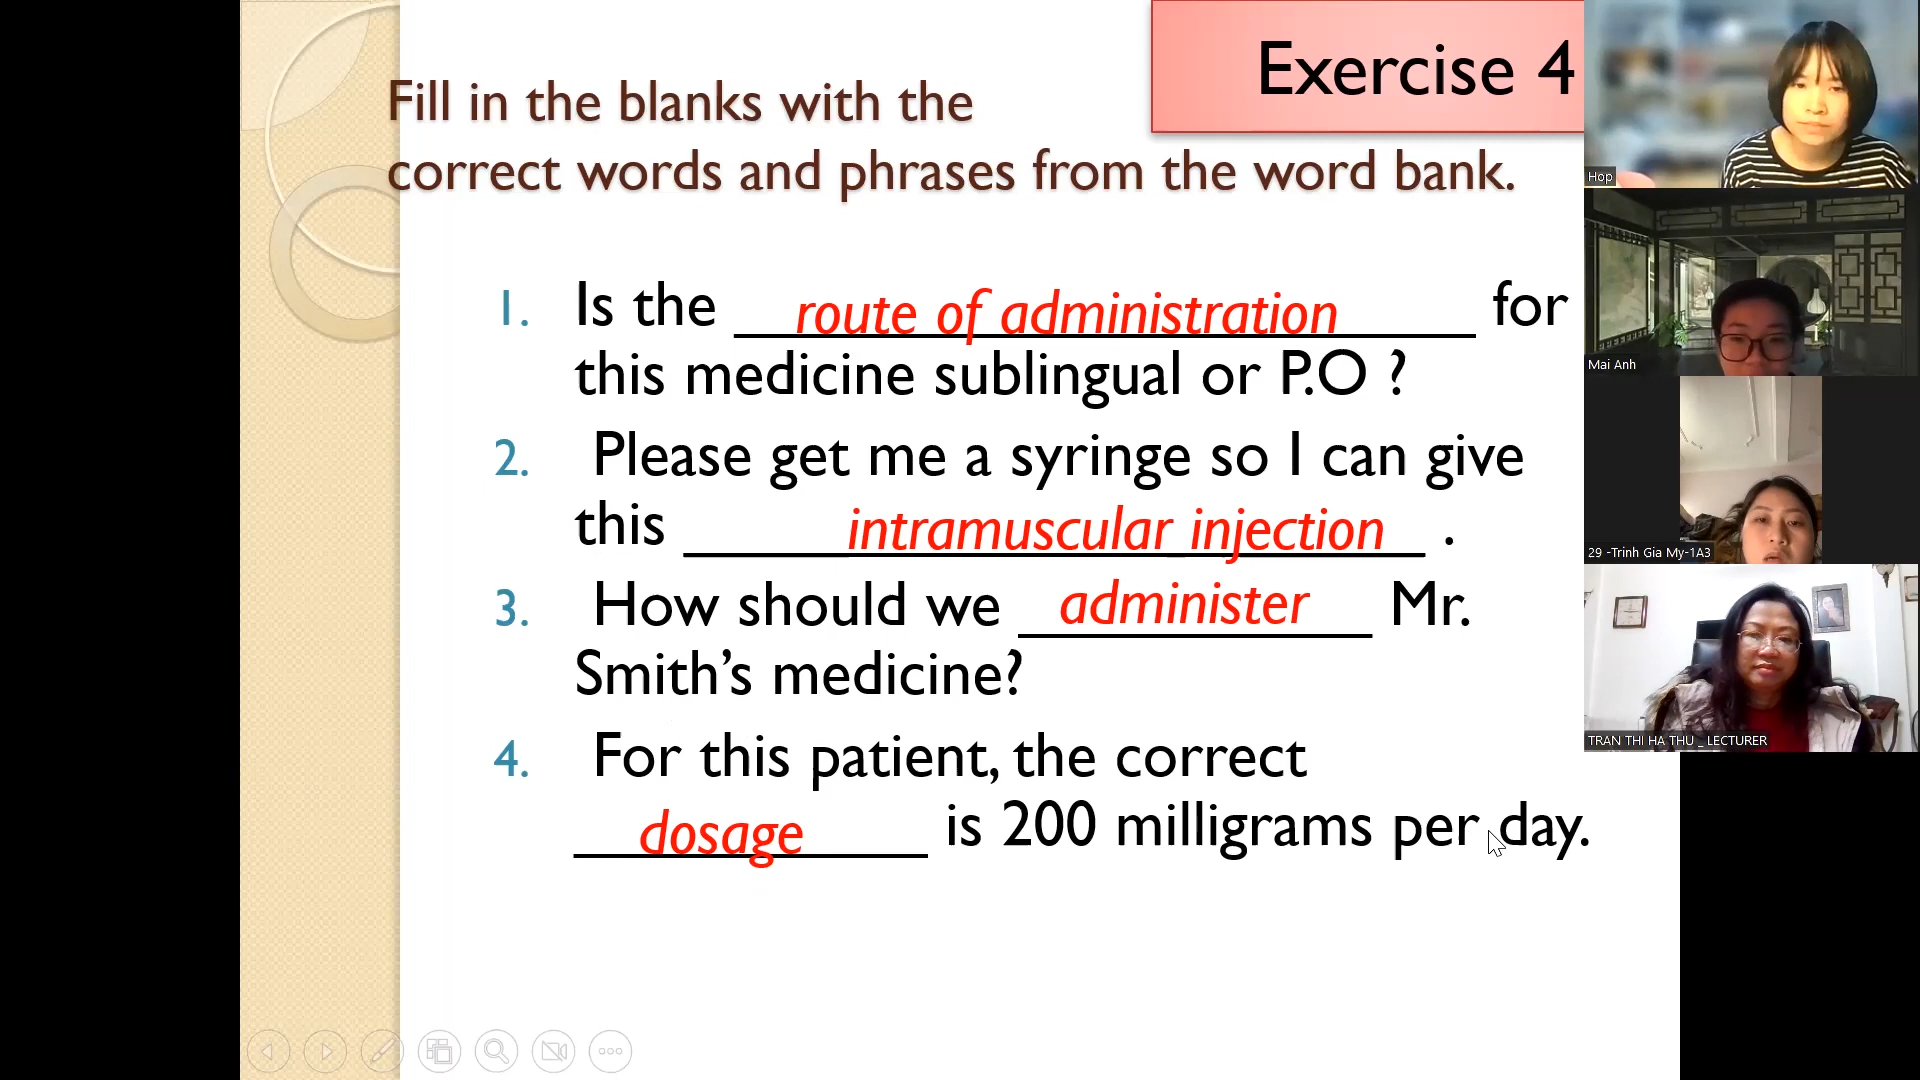 Exercise 4
Fill in the blanks with the
correct words and phrases from the word bank.
1. Is the route of administration for
this medicine sublingual or P.O ?
2. Please get me a syringe so I can give
this intramuscular injection .
3. How should we administer Mr.
Smith’s medicine?
4. For this patient, the correct
dosage is 200 milligrams per day.
Hop
Mai Anh
29 -Trinh Gia My-1A3
TRAN THI HA THU _ LECTURER